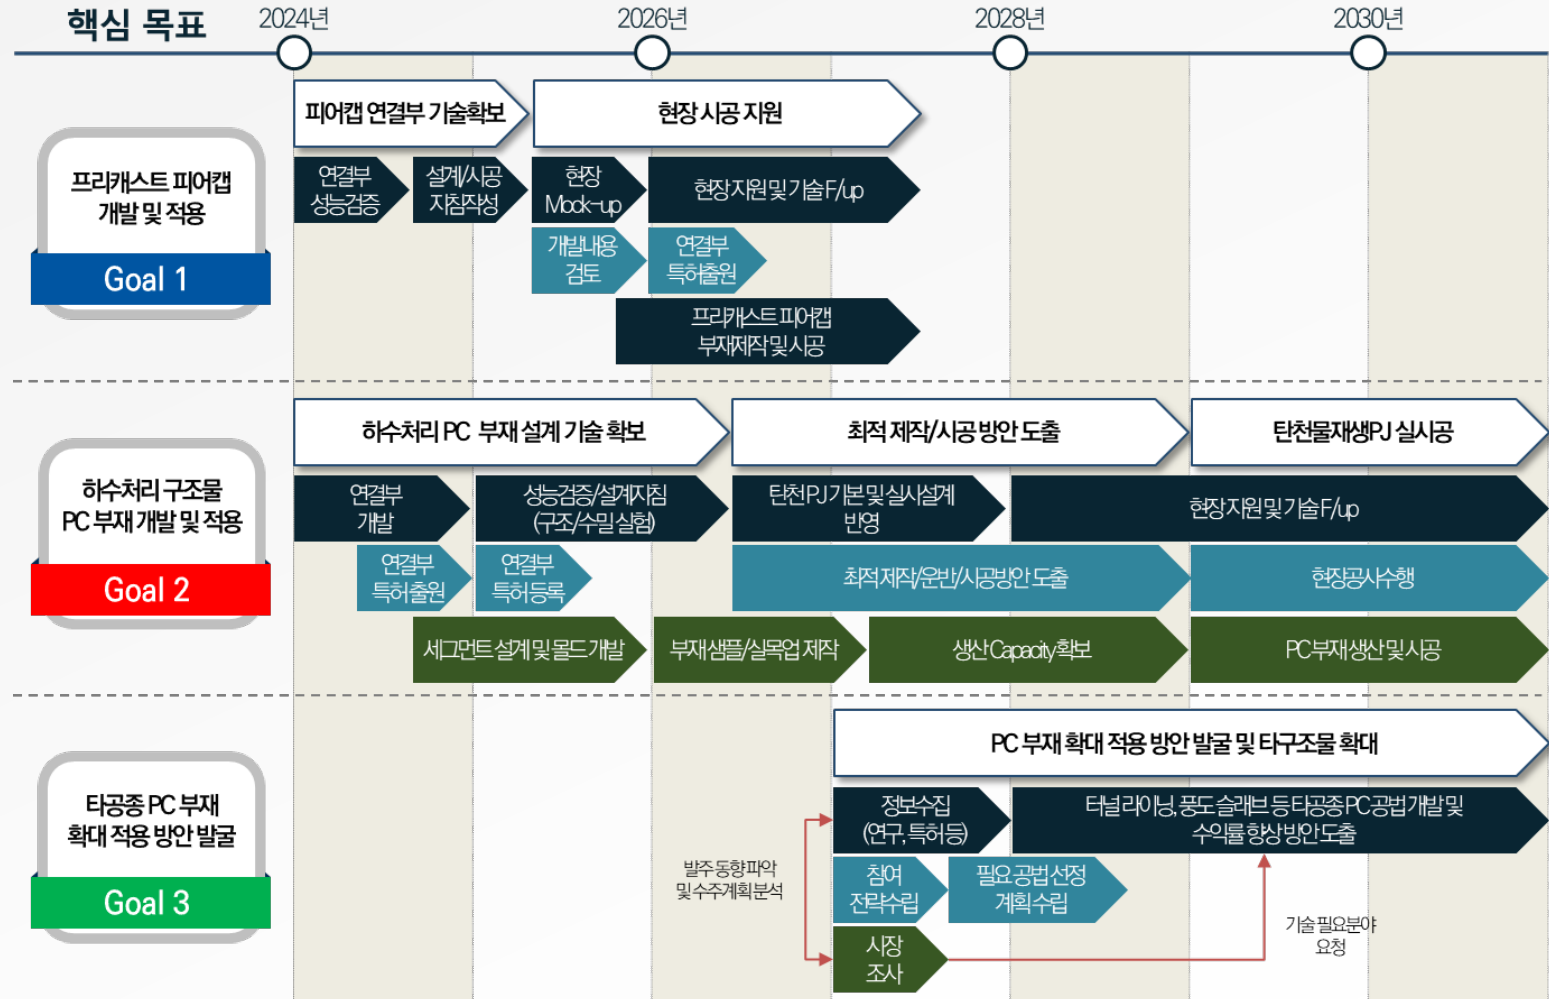 핵심 목표
2024년
2026년
2028년
2030년
프리캐스트 피어캡
개발 및 적용
Goal 1
피어캡 연결부 기술확보
현장 시공 지원
연결부
성능검증
설계/시공
지침작성
현장
Mock-up
현장지원 및 기술 F/up
개발내용
검토
연결부
특허출원
프리캐스트 피어캡
부재제작 및 시공
하수처리 구조물
PC 부재 개발 및 적용
Goal 2
하수처리 PC 부재 설계 기술 확보
최적 제작/시공 방안 도출
탄천물재생PJ 실시공
연결부
개발
성능검증/설계지침
(구조/수밀 실험)
탄천 PJ 기본 및 실시설계
반영
현장 지원 및 기술 F/up
연결부
특허 출원
연결부
특허 등록
최적 제작/운반/시공방안 도출
현장공사수행
세그먼트 설계 및 몰드 개발
부재 샘플/실목업 제작
생산 Capacity 확보
PC부재 생산 및 시공
타공종 PC 부재
확대 적용 방안 발굴
Goal 3
PC 부재 확대 적용 방안 발굴 및 타구조물 확대
정보수집
(연구, 특허 등)
터널 라이닝, 풍도 슬래브 등 타공종 PC 공법 개발 및
수익률 향상 방안 도출
발주 동향 파악
및 수주계획 분석
참여
전략수립
필요 공법 선정
계획 수립
시장
조사
기술 필요분야
요청